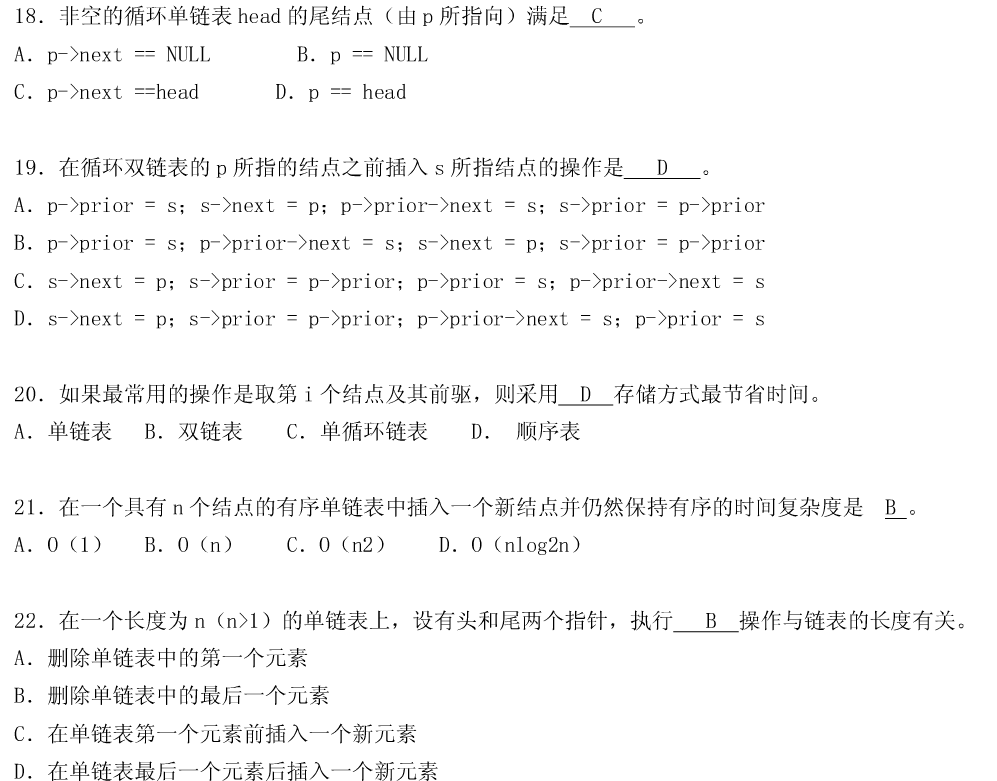 18. 非空的循环单链表 head 的尾结点（由 p 所指向）满足 C 。
A. p->next == NULL B. p == NULL
C. p->next ==head D. p == head
19. 在循环双链表的 p 所指的结点之前插入 s 所指结点的操作是 D 。
A. p->prior = s; s->next = p; p->prior->next = s; s->prior = p->prior
B. p->prior = s; p->prior->next = s; s->next = p; s->prior = p->prior
C. s->next = p; s->prior = p->prior; p->prior = s; p->prior->next = s
D. s->next = p; s->prior = p->prior; p->prior->next = s; p->prior = s
20. 如果最常用的操作是取第 i 个结点及其前驱，则采用 D 存储方式最节省时间。
A. 单链表 B. 双链表 C. 单循环链表 D. 顺序表
21. 在一个具有 n 个结点的有序单链表中插入一个新结点并仍然保持有序的时间复杂度是 B 。
A. O（1） B. O（n） C. O（n2） D. O（nlog2n）
22. 在一个长度为 n（n>1）的单链表上，设有头和尾两个指针，执行 B 操作与链表的长度有关。
A. 删除单链表中的第一个元素
B. 删除单链表中的最后一个元素
C. 在单链表第一个元素前插入一个新元素
D. 在单链表最后一个元素后插入一个新元素